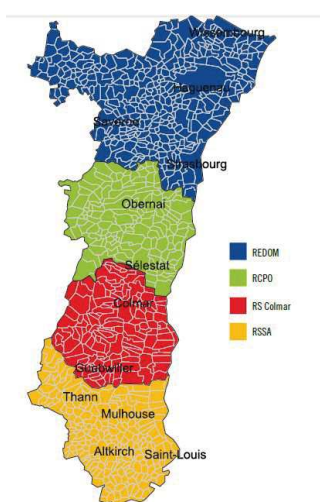 Wissembourg
Haguenau
Saverne
Strasbourg
Obernai
Sélestat
Colmar
Guebwiller
Thann
Mulhouse
Altkirch
Saint-Louis
REDOM
RCPO
RS Colmar
RSSA